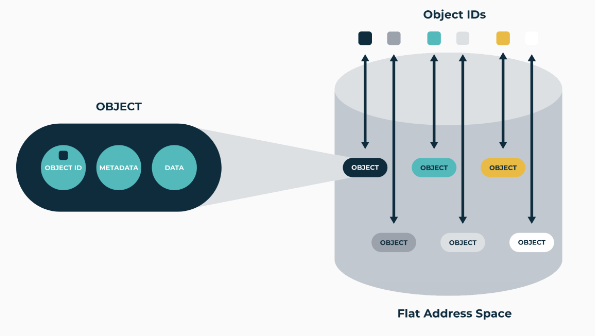 Object IDs
OBJECT
OBJECT ID
METADATA
DATA
OBJECT
OBJECT
OBJECT
OBJECT
OBJECT
OBJECT
Flat Address Space